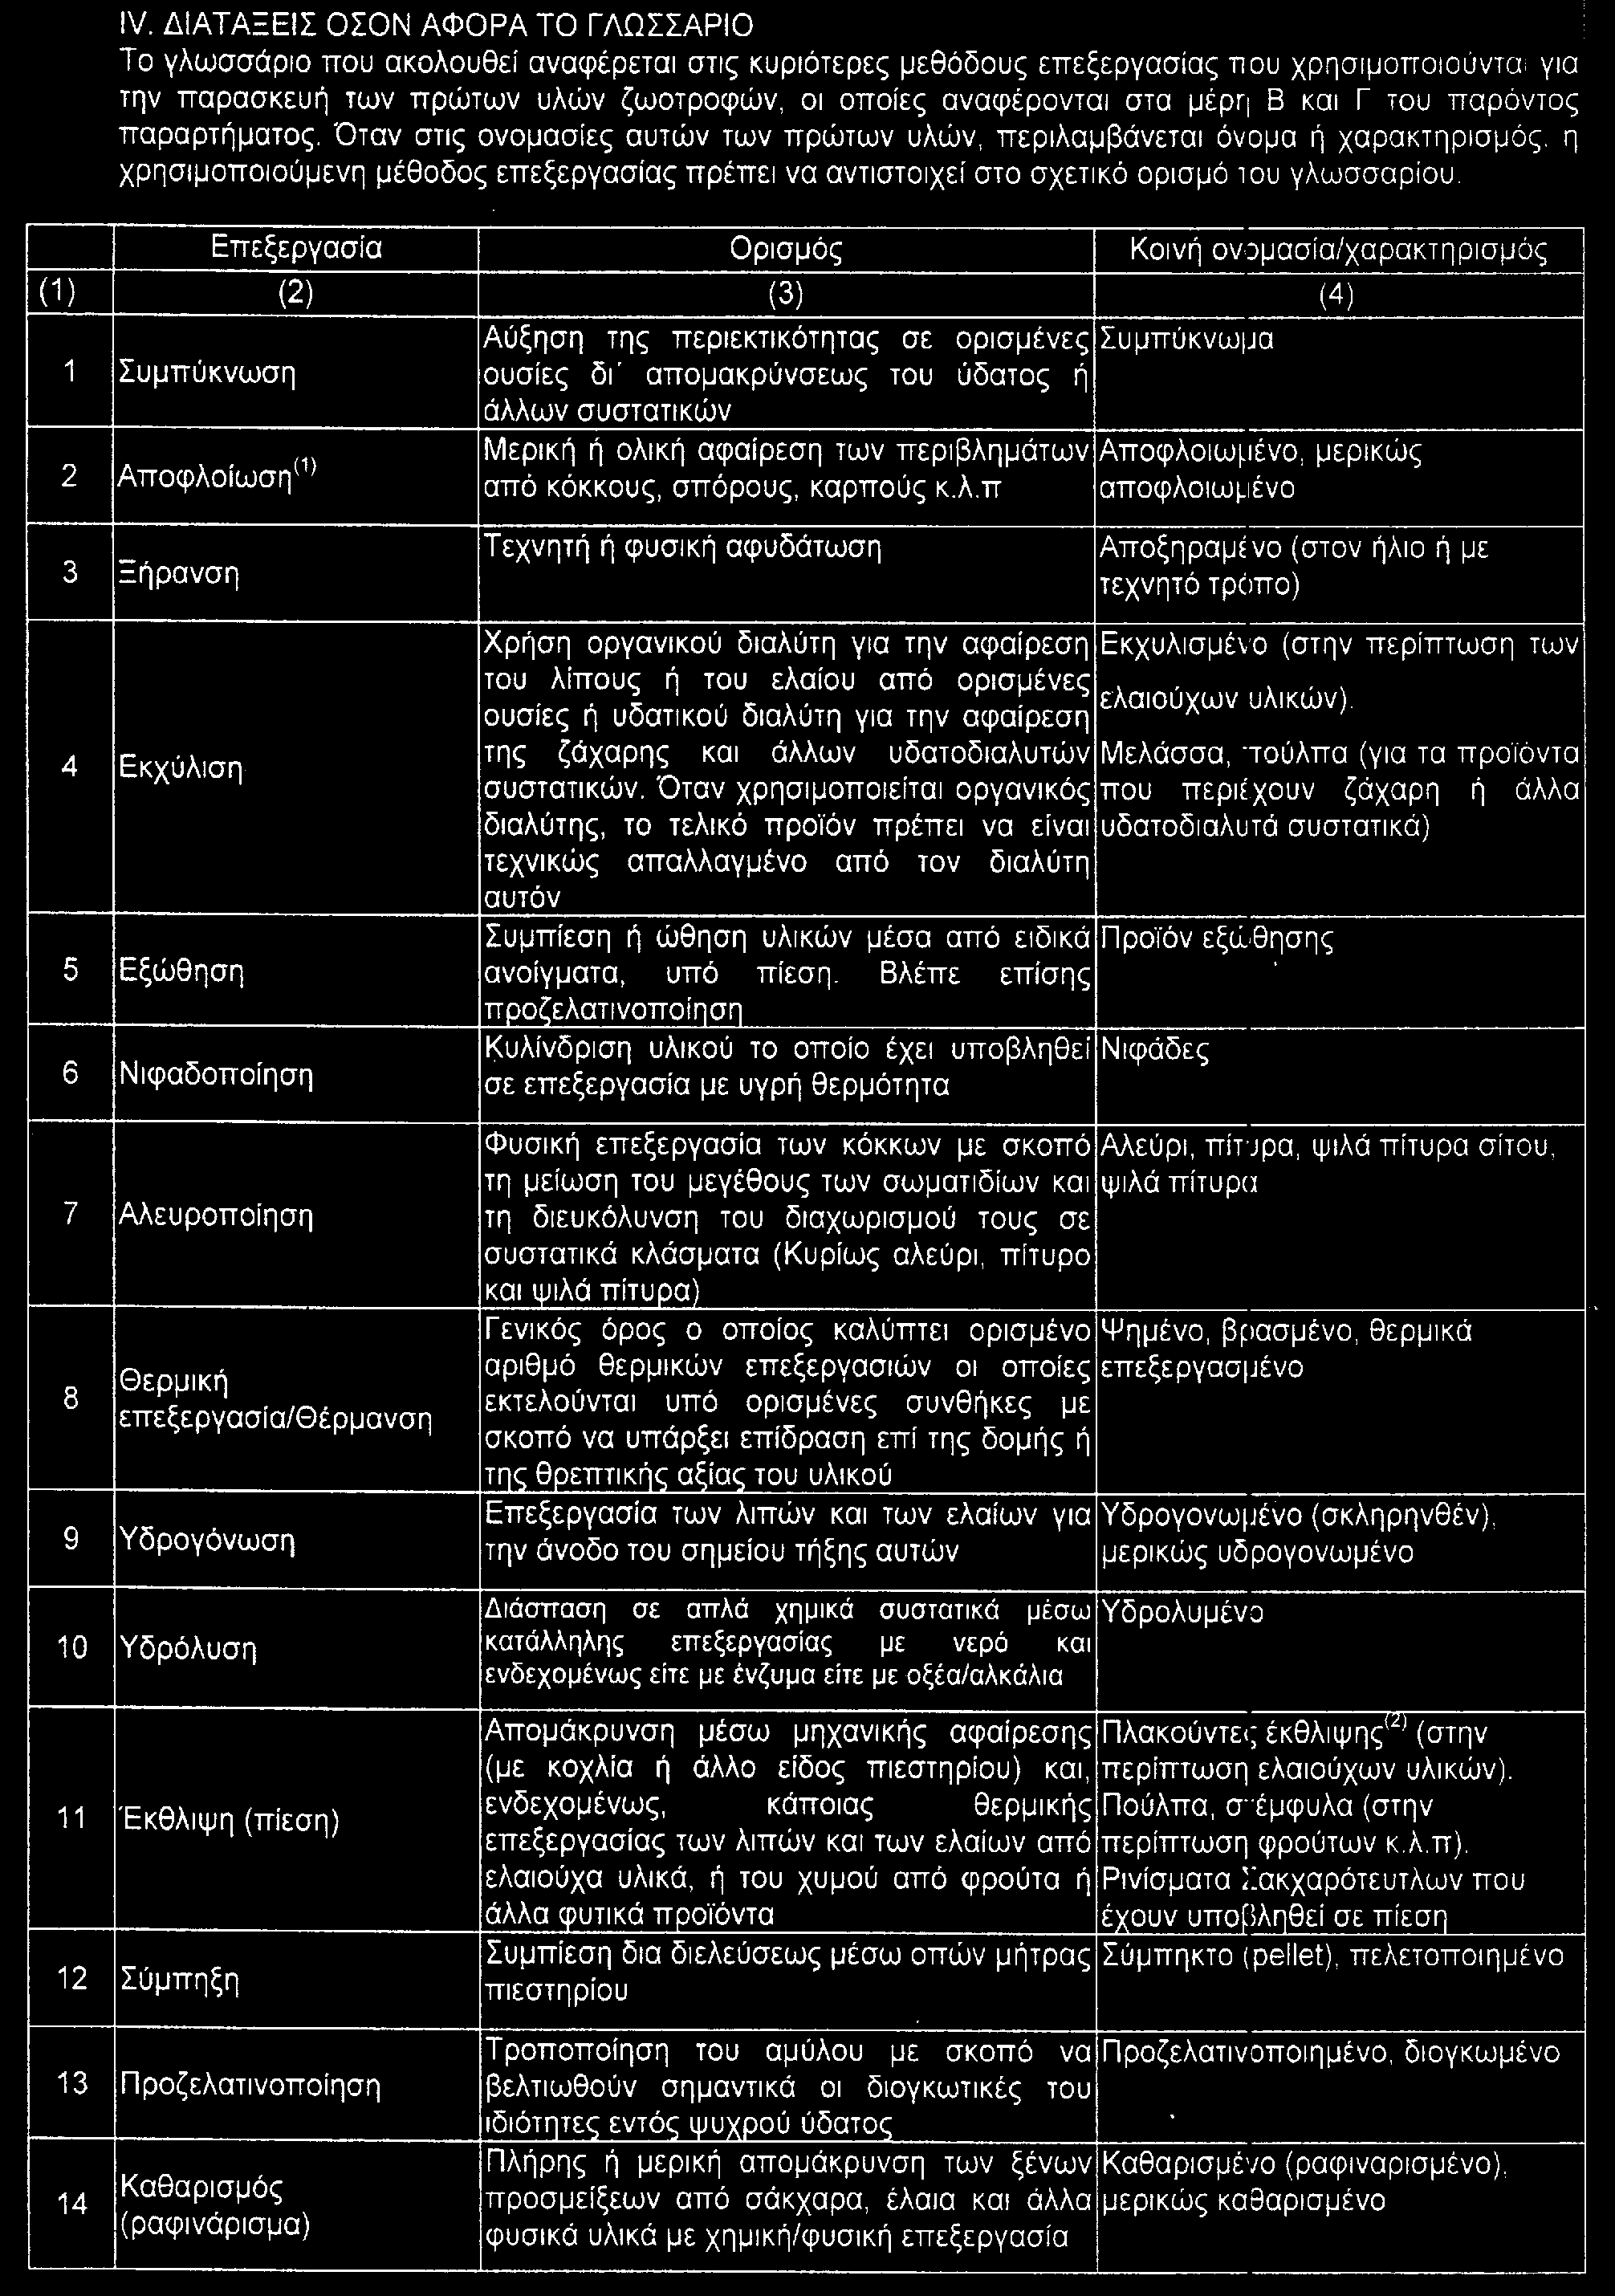 IV. ΔΙΑΤΑΞΕΙΣ ΟΣΟΝ ΑΦΟΡΑ ΤΟ ΓΛΩΣΣΑΡΙΟ
Το γλωσσάριο που ακολουθεί αναφέρεται στις κυριότερες μεθόδους επεξεργασίας που χρησιμοποιούνται για
την παρασκευή των πρώτων υλών ζωοτροφών, οι οποίες αναφέρονται στα μέρη Β και Γ του παρόντος
παραρτήματος. Όταν στις ονομασίες αυτών των πρώτων υλών, περιλαμβάνεται όνομα ή χαρακτηρισμός, η
χρησιμοποιούμενη μέθοδος επεξεργασίας πρέπει να αντιστοιχεί στο σχετικό ορισμό του γλωσσαρίου.
Επεξεργασία Ορισμός Κοινή ονομασία/χαρακτηρισμός
(1) (2) (3) (4)
1 Συμπύκνωση
Αύξηση της περιεκτικότητας σε ορισμένες
ουσίες δι' απομακρύνσεως του ύδατος ή
άλλων συστατικών
Συμπύκνωμα
2 Αποφλοίωση(1)
Μερική ή ολική αφαίρεση των περιβλημάτων
από κόκκους, σπόρους, καρπούς κ.λ.π
Αποφλοιωμένο, μερικώς
αποφλοιωμένο
3 Ξήρανση
Τεχνητή ή φυσική αφυδάτωση
Αποξηραμένο (στον ήλιο ή με
τεχνητό τρόπο)
4 Εκχύλιση
Χρήση οργανικού διαλύτη για την αφαίρεση
του λίπους ή του ελαίου από ορισμένες
ουσίες ή υδατικού διαλύτη για την αφαίρεση
της ζάχαρης και άλλων υδατοδιαλυτών
συστατικών. Όταν χρησιμοποιείται οργανικός
διαλύτης, το τελικό προϊόν πρέπει να είναι
τεχνικώς απαλλαγμένο από τον διαλύτη
αυτόν
Εκχυλισμένο (στην περίπτωση των
ελαιούχων υλικών).
Μελάσσα, πούλπα (για τα προϊόντα
που περιέχουν ζάχαρη ή άλλα
υδατοδιαλυτά συστατικά)
5 Εξώθηση
Συμπίεση ή ώθηση υλικών μέσα από ειδικά
ανοίγματα, υπό πίεση. Βλέπε επίσης
προζελατινοποίηση
Προϊόν εξώθησης
6 Νιφαδοποίηση
Κυλίνδριση υλικού το οποίο έχει υποβληθεί
σε επεξεργασία με υγρή θερμότητα
Νιφάδες
7 Αλευροποίηση
Φυσική επεξεργασία των κόκκων με σκοπό
τη μείωση του μεγέθους των σωματιδίων και
τη διευκόλυνση του διαχωρισμού τους σε
συστατικά κλάσματα (Κυρίως αλεύρι, πίτυρο
και ψιλά πίτυρα)
Αλεύρι, πίτυρα, ψιλά πίτυρα σίτου,
ψιλά πίτυρα
8 Θερμική
επεξεργασία/Θέρμανση
Γενικός όρος ο οποίος καλύπτει ορισμένο
αριθμό θερμικών επεξεργασιών οι οποίες
εκτελούνται υπό ορισμένες συνθήκες με
σκοπό να υπάρξει επίδραση επί της δομής ή
της θρεπτικής αξίας του υλικού
Ψημένο, βρασμένο, θερμικά
επεξεργασμένο
9 Υδρογόνωση
Επεξεργασία των λιπών και των ελαίων για
την άνοδο του σημείου τήξης αυτών
Υδρογονωμένο (σκληρηνθέν),
μερικώς υδρογονωμένο
10 Υδρόλυση
Διάσπαση σε απλά χημικά συστατικά μέσω
κατάλληλης επεξεργασίας με νερό και
ενδεχομένως είτε με ένζυμα είτε με οξέα/αλκάλια
Υδρολυμένο
11 Έκθλιψη (πίεση)
Απομάκρυνση μέσω μηχανικής αφαίρεσης
(με κοχλία ή άλλο είδος πιεστηρίου) και,
ενδεχομένως, κάποιας θερμικής
επεξεργασίας των λιπών και των ελαίων από
ελαιούχα υλικά, ή του χυμού από φρούτα ή
άλλα φυτικά προϊόντα
Πλακούντες έκθλιψης(2) (στην
περίπτωση ελαιούχων υλικών).
Πούλπα, στέμφυλα (στην
περίπτωση φρούτων κ.λ.π).
Ρινίσματα Σακχαρότευτλων που
έχουν υποβληθεί σε πίεση
12 Σύμπηξη
Συμπίεση δια διελεύσεως μέσω οπών μήτρας
πιεστηρίου
Σύμπηκτο (pellet), πελετοποιημένο
13 Προζελατινοποίηση
Τροποποίηση του αμύλου με σκοπό να
βελτιωθούν σημαντικά οι διογκωτικές του
ιδιότητες εντός ψυχρού ύδατος
Προζελατινοποιημένο, διογκωμένο
14 Καθαρισμός
(ραφινάρισμα)
Πλήρης ή μερική απομάκρυνση των ξένων
προσμείξεων από σάκχαρα, έλαια και άλλα
φυσικά υλικά με χημική/φυσική επεξεργασία
Καθαρισμένο (ραφιναρισμένο),
μερικώς καθαρισμένο